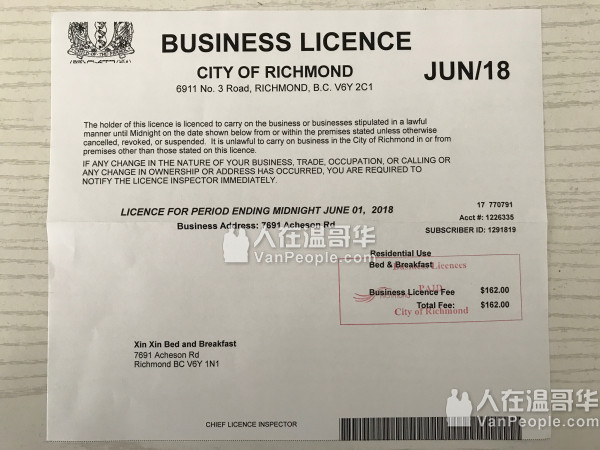 BUSINESS LICENCE
CITY OF RICHMOND
6911 No. 3 Road, RICHMOND, B.C. V6Y 2C1
JUN/18
The holder of this licence is licenced to carry on the business or businesses stipulated in a lawful
manner until Midnight on the date shown below from or within the premises stated unless otherwise
cancelled, revoked, or suspended. It is unlawful to carry on business in the City of Richmond in or from
premises other than those stated on this licence.
IF ANY CHANGE IN THE NATURE OF YOUR BUSINESS, TRADE, OCCUPATION, OR CALLING OR
ANY CHANGE IN OWNERSHIP OR ADDRESS HAS OCCURRED, YOU ARE REQUIRED TO
NOTIFY THE LICENCE INSPECTOR IMMEDIATELY.
17 770791
LICENCE FOR PERIOD ENDING MIDNIGHT JUNE 01, 2018
Acct #: 1226335
Business Address: 7691 Acheson Rd
SUBSCRIBER ID: 1291819
人在温哥华
VanPeople.com
Residential Use
Bed & Breakfast
Business Licences
PAID
Business Licence Fee $162.00
Total Fee: $162.00
City of Richmond
Xin Xin Bed and Breakfast
7691 Acheson Rd
Richmond BC V6Y 1N1
人在温哥华
VanPeople.com
CHIEF LICENCE INSPECTOR